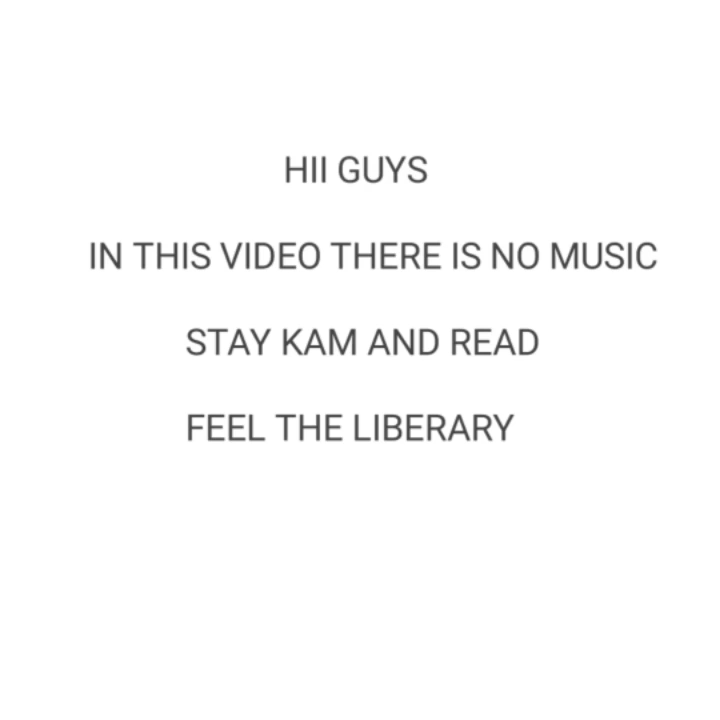 HII GUYS
IN THIS VIDEO THERE IS NO MUSIC
STAY KAM AND READ
FEEL THE LIBERARY